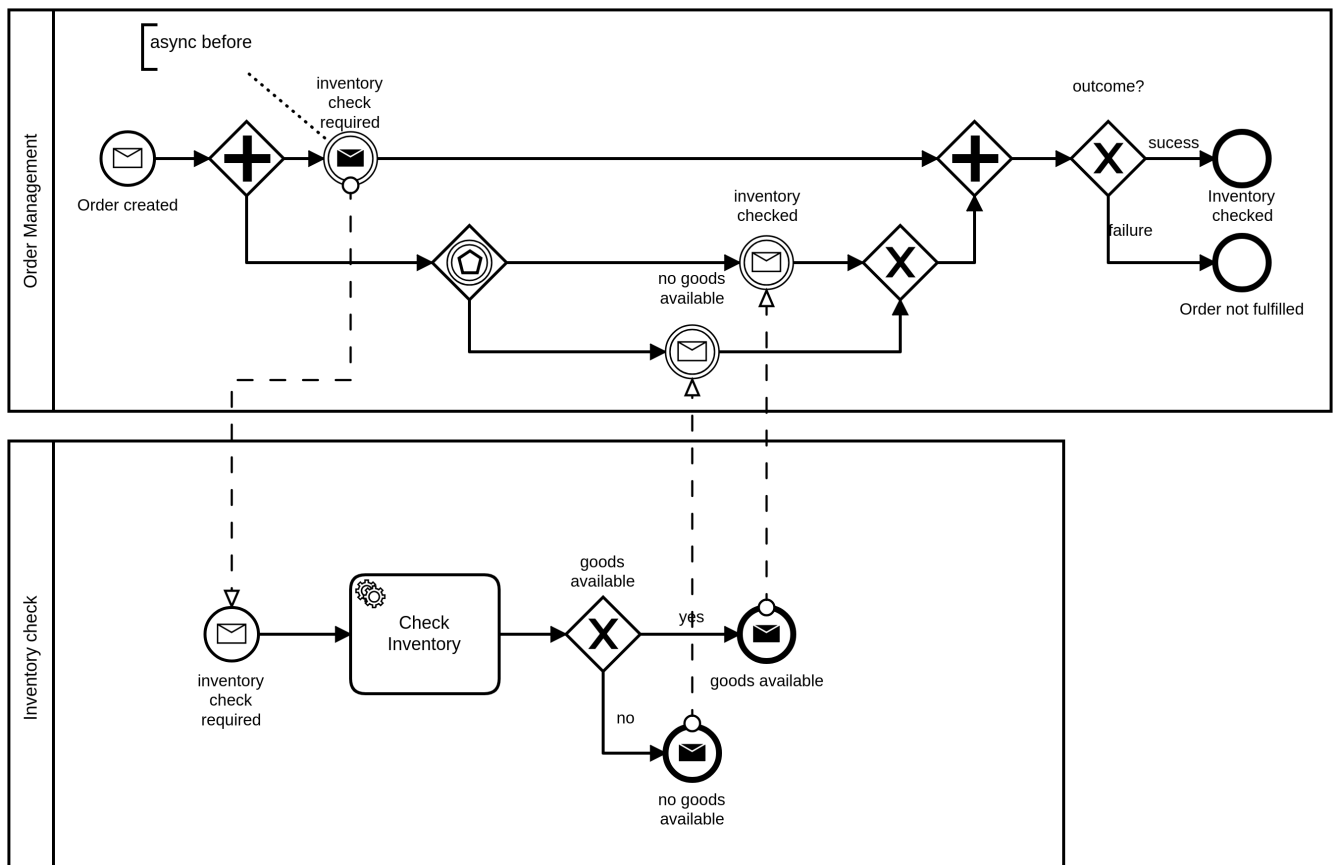 async before
inventory
check
required
outcome?
sucess
Order Management
Order created
inventory
checked
Inventory
checked
failure
no goods
available
Order not fulfilled
goods
available
Check
Inventory
yes
Inventory check
inventory
check
required
goods available
no
no goods
available